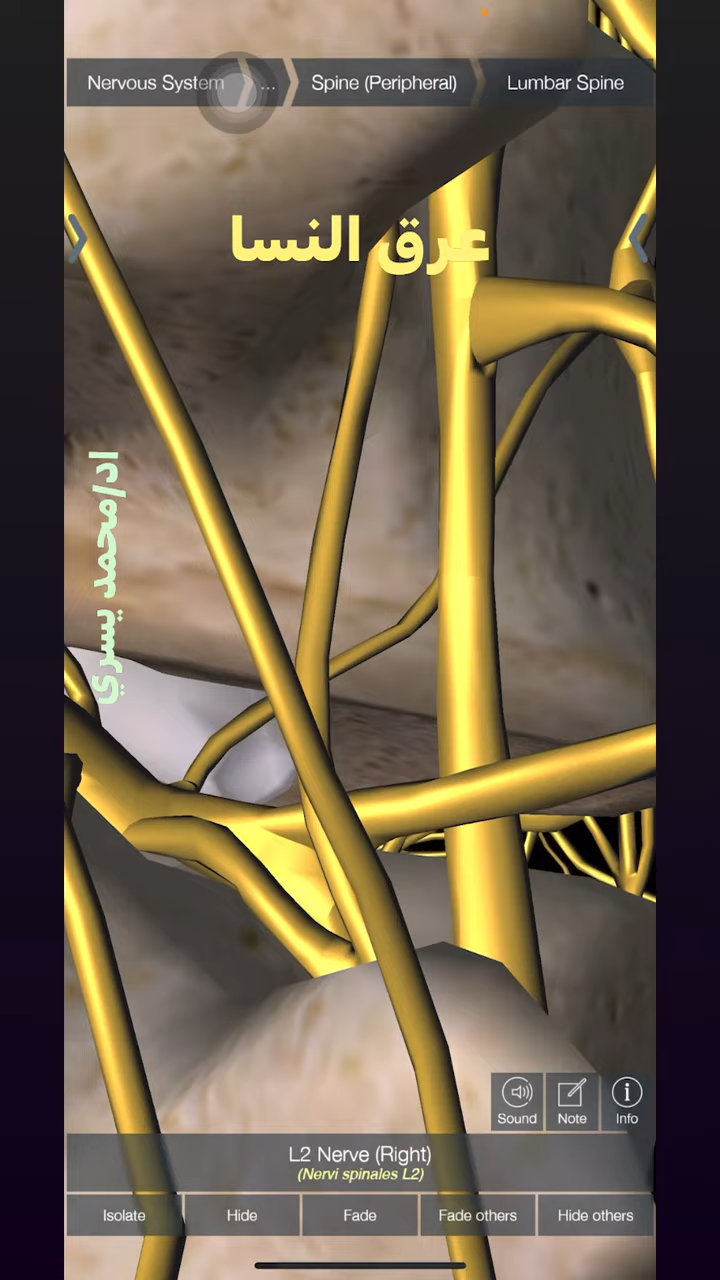 Nervous System
...
Spine (Peripheral)
Lumbar Spine
عرق النسا
اد/محمد يسري
Sound
Note
Info
L2 Nerve (Right)
(Nervi spinales L2)
Isolate
Hide
Fade
Fade others
Hide others